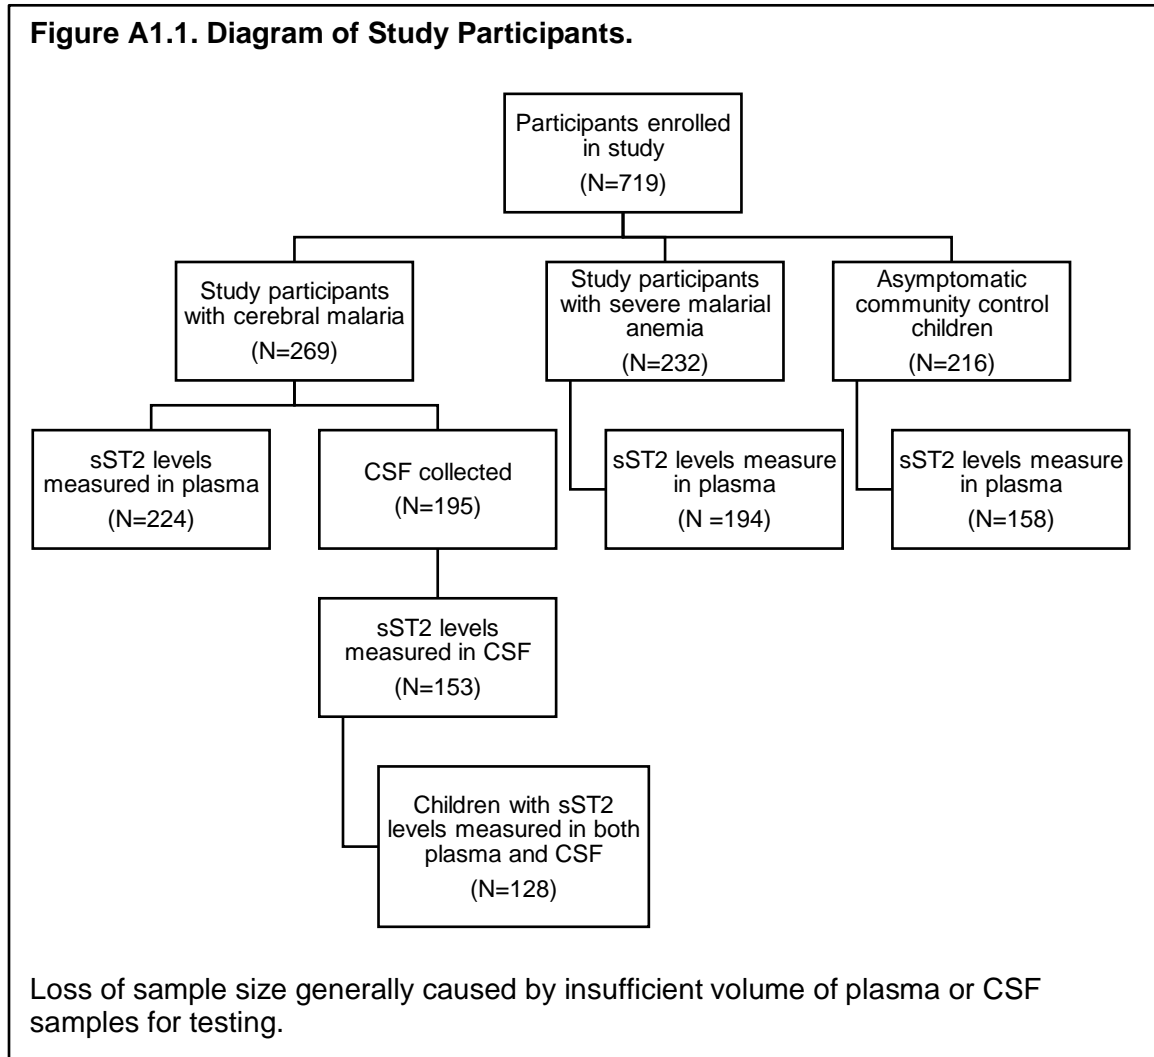 Figure A1.1. Diagram of Study Participants.
Participants enrolled
in study
(N=719)
Study participants
with cerebral malaria
(N=269)
Study participants
with severe malarial
anemia
(N=232)
Asymptomatic
community control
children
(N=216)
sST2 levels
measured in plasma
(N=224)
CSF collected
(N=195)
sST2 levels measure
in plasma
(N =194)
sST2 levels measure
in plasma
(N=158)
sST2 levels
measured in CSF
(N=153)
Children with sST2
levels measured in both
plasma and CSF
(N=128)
Loss of sample size generally caused by insufficient volume of plasma or CSF
samples for testing.